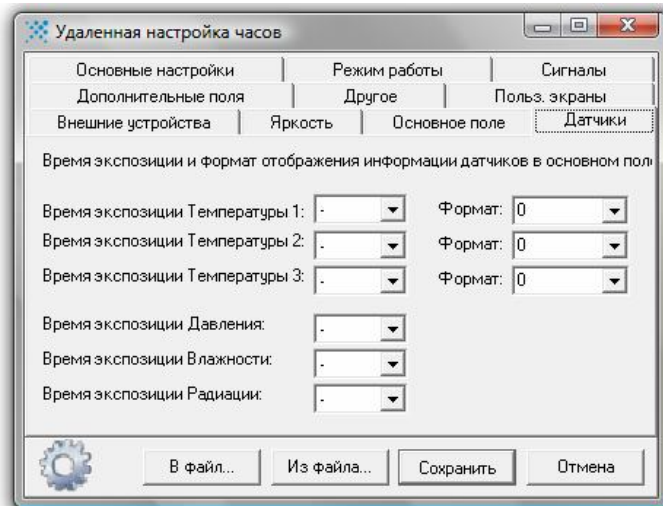 Удаленная настройка часов
Основные настройки Режим работы Сигналы
Дополнительные поля Другое Польз. экраны
Внешние устройства Яркость Основное поле Датчики
Время экспозиции и формат отображения информации датчиков в основном пол
Время экспозиции Температуры 1: - Формат: 0
Время экспозиции Температуры 2: - Формат: 0
Время экспозиции Температуры 3: - Формат: 0
Время экспозиции Давления: -
Время экспозиции Влажности: -
Время экспозиции Радиации: -
В файл... Из файла... Сохранить Отмена